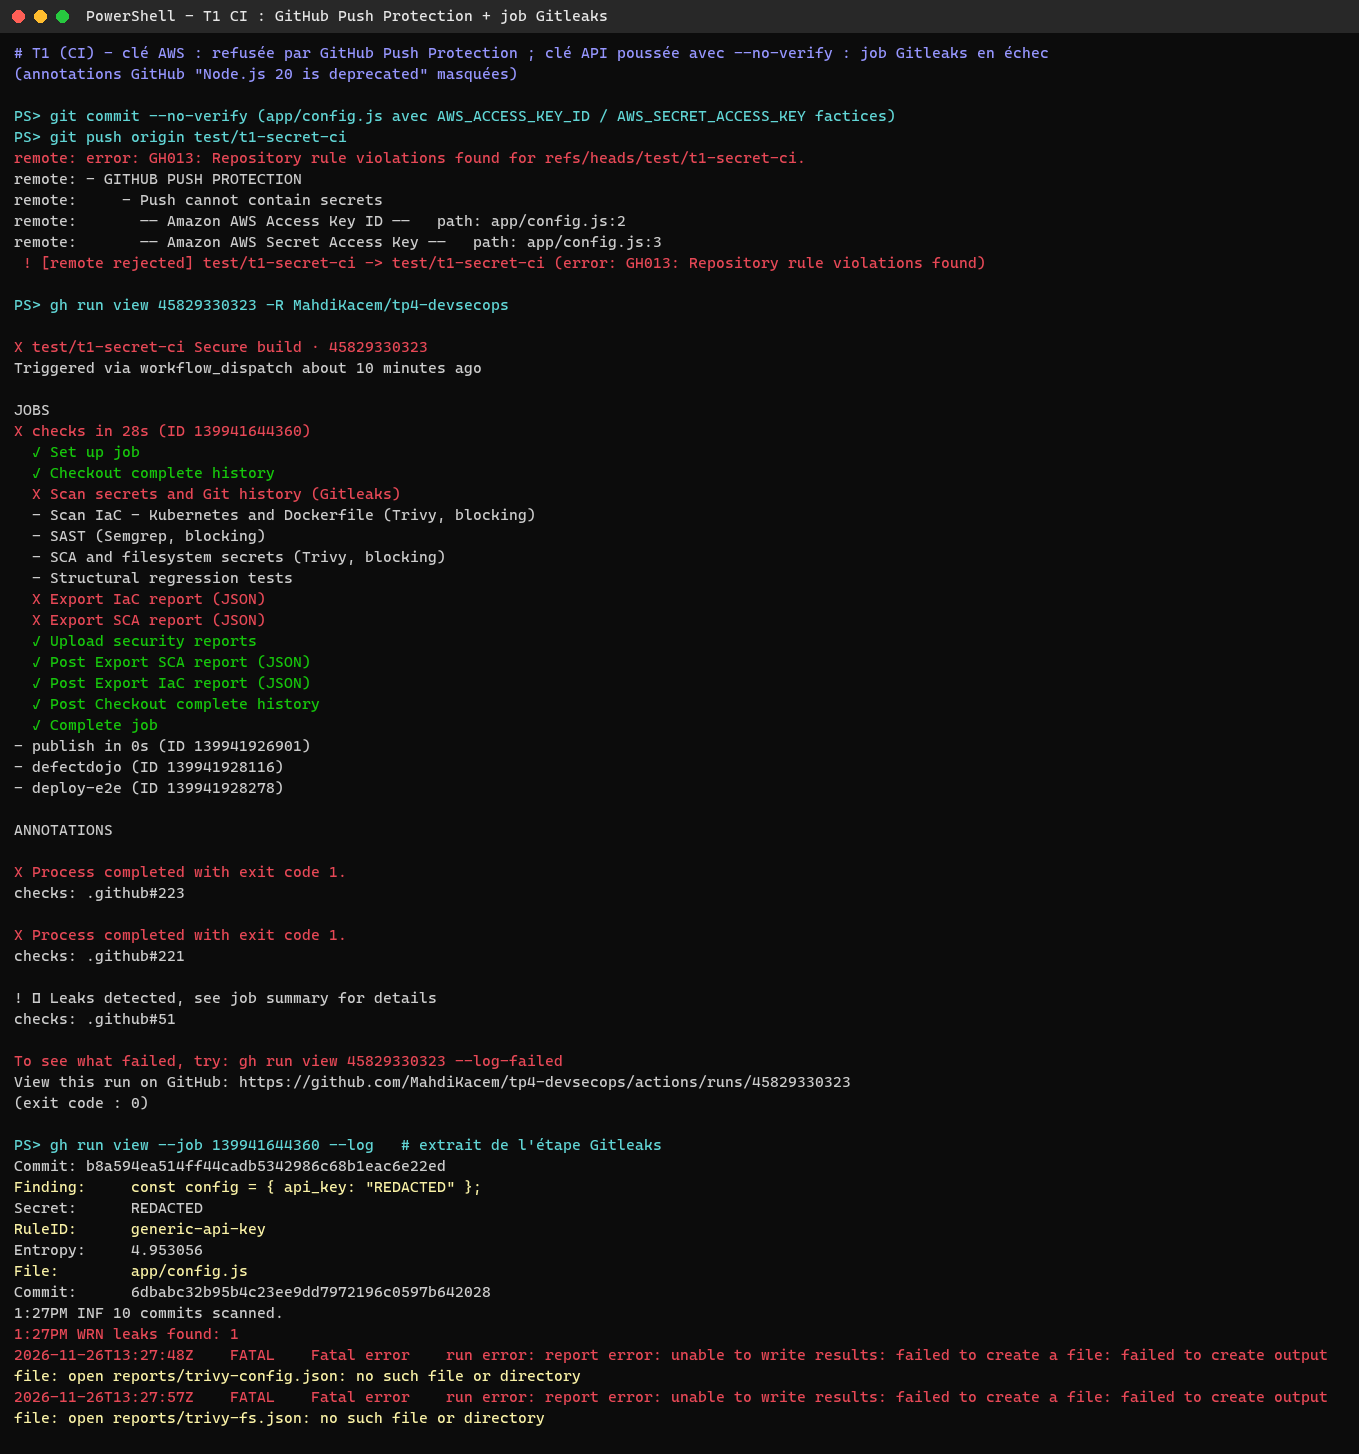 PowerShell - T1 CI : GitHub Push Protection + job Gitleaks
# T1 (CI) - clé AWS : refusée par GitHub Push Protection ; clé API poussée avec --no-verify : job Gitleaks en échec
(annotations GitHub "Node.js 20 is deprecated" masquées)
PS> git commit --no-verify (app/config.js avec AWS_ACCESS_KEY_ID / AWS_SECRET_ACCESS_KEY factices)
PS> git push origin test/t1-secret-ci
remote: error: GH013: Repository rule violations found for refs/heads/test/t1-secret-ci.
remote: - GITHUB PUSH PROTECTION
remote:     - Push cannot contain secrets
remote:       —— Amazon AWS Access Key ID ——   path: app/config.js:2
remote:       —— Amazon AWS Secret Access Key ——   path: app/config.js:3
 ! [remote rejected] test/t1-secret-ci -> test/t1-secret-ci (error: GH013: Repository rule violations found)
PS> gh run view 45829330323 -R MahdiKacem/tp4-devsecops
X test/t1-secret-ci Secure build · 45829330323
Triggered via workflow_dispatch about 10 minutes ago
JOBS
X checks in 28s (ID 139941644360)
  ✓ Set up job
  ✓ Checkout complete history
  X Scan secrets and Git history (Gitleaks)
  - Scan IaC - Kubernetes and Dockerfile (Trivy, blocking)
  - SAST (Semgrep, blocking)
  - SCA and filesystem secrets (Trivy, blocking)
  - Structural regression tests
  X Export IaC report (JSON)
  X Export SCA report (JSON)
  ✓ Upload security reports
  ✓ Post Export SCA report (JSON)
  ✓ Post Export IaC report (JSON)
  ✓ Post Checkout complete history
  ✓ Complete job
- publish in 0s (ID 139941926901)
- defectdojo (ID 139941928116)
- deploy-e2e (ID 139941928278)
ANNOTATIONS
X Process completed with exit code 1.
checks: .github#223
X Process completed with exit code 1.
checks: .github#221
! ▯ Leaks detected, see job summary for details
checks: .github#51
To see what failed, try: gh run view 45829330323 --log-failed
View this run on GitHub: https://github.com/MahdiKacem/tp4-devsecops/actions/runs/45829330323
(exit code : 0)
PS> gh run view --job 139941644360 --log   # extrait de l'étape Gitleaks
Commit: b8a594ea514ff44cadb5342986c68b1eac6e22ed
Finding:     const config = { api_key: "REDACTED" };
Secret:      REDACTED
RuleID:      generic-api-key
Entropy:     4.953056
File:        app/config.js
Commit:      6dbabc32b95b4c23ee9dd7972196c0597b642028
1:27PM INF 10 commits scanned.
1:27PM WRN leaks found: 1
2026-11-26T13:27:48Z    FATAL    Fatal error    run error: report error: unable to write results: failed to create a file: failed to create output
file: open reports/trivy-config.json: no such file or directory
2026-11-26T13:27:57Z    FATAL    Fatal error    run error: report error: unable to write results: failed to create a file: failed to create output
file: open reports/trivy-fs.json: no such file or directory